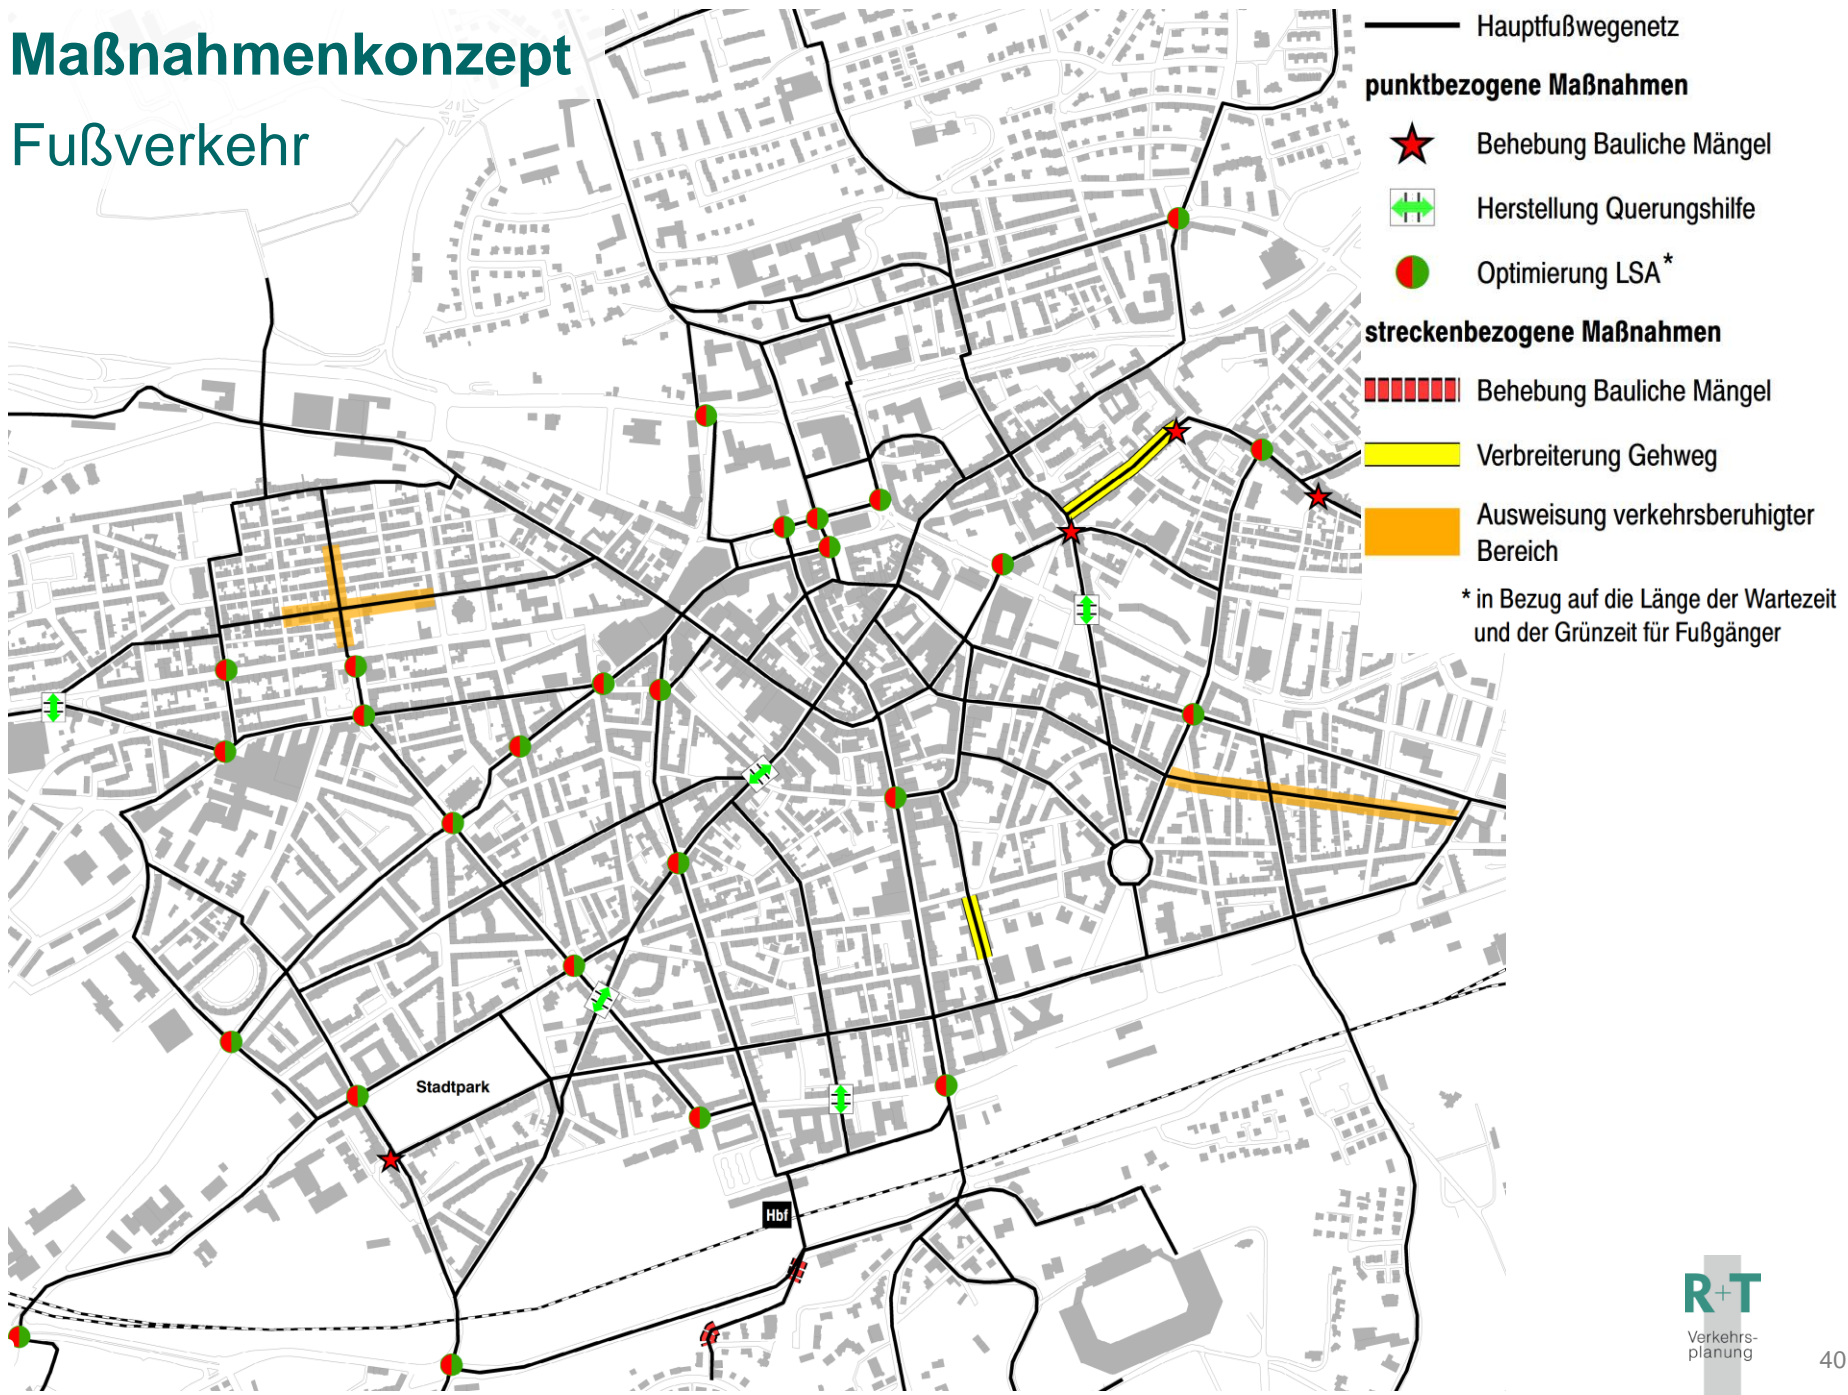 Maßnahmenkonzept
Fußverkehr
Hauptfußwegenetz
punktbezogene Maßnahmen
Behebung Bauliche Mängel
Herstellung Querungshilfe
Optimierung LSA*
streckenbezogene Maßnahmen
Behebung Bauliche Mängel
Verbreiterung Gehweg
Ausweisung verkehrsberuhigter
Bereich
* in Bezug auf die Länge der Wartezeit
und der Grünzeit für Fußgänger
Stadtpark
Hbf
R+T
Verkehrs-
planung
40